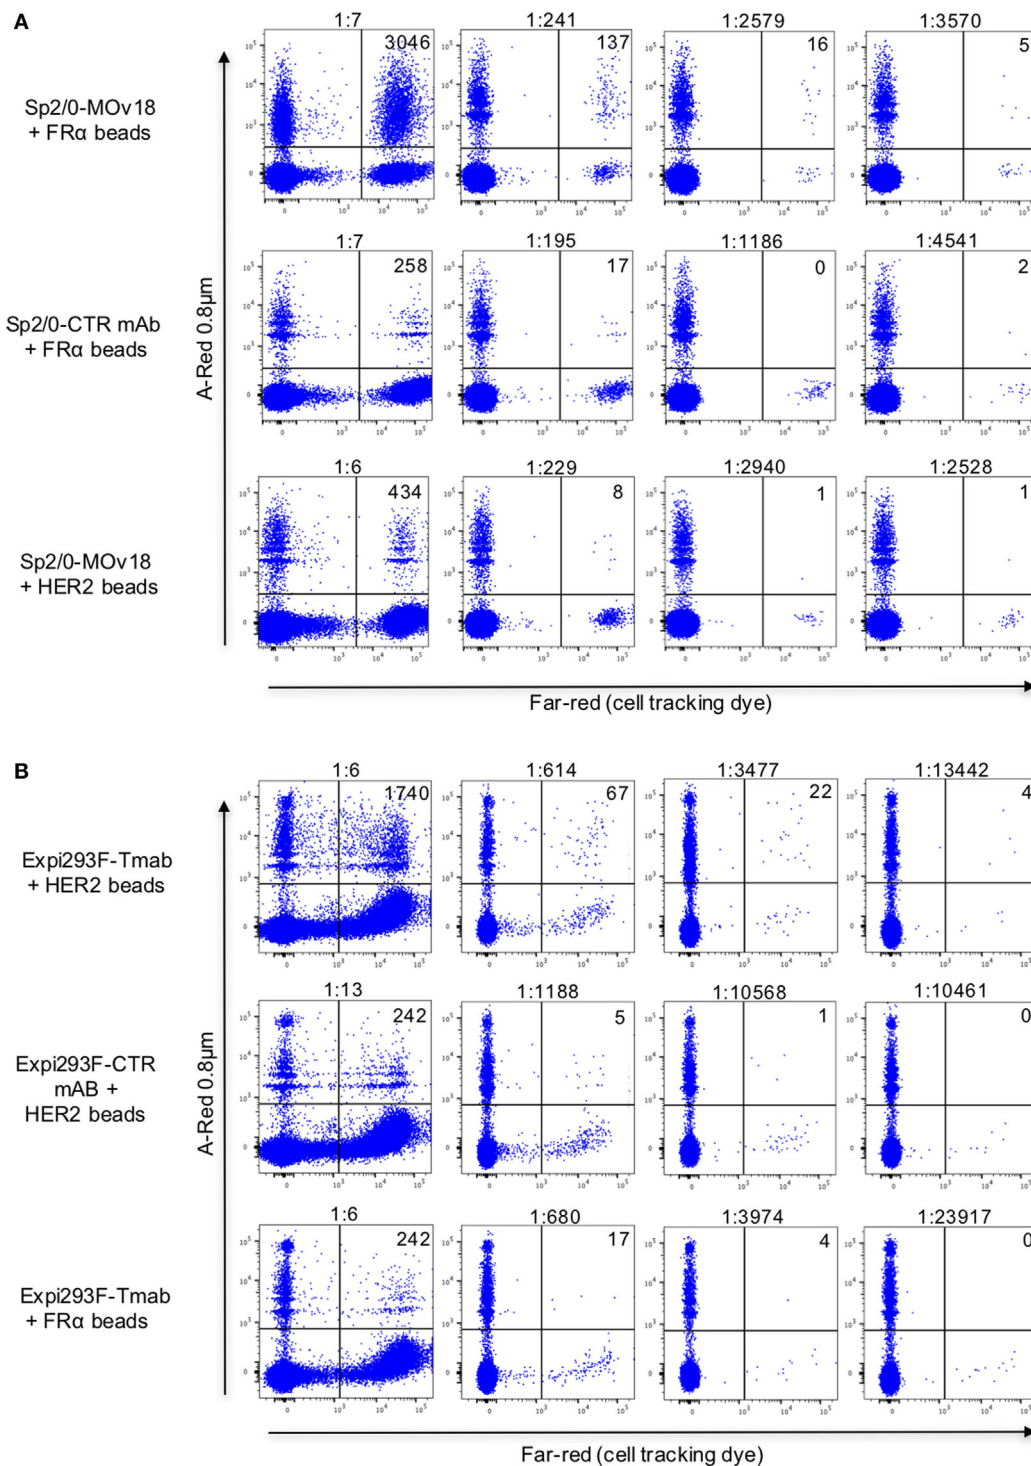 A
1:7
1:241
1:2579
1:3570
3046
137
16
5
Sp2/0-MOv18
+ FRα beads
1:7
1:195
1:1186
1:4541
258
17
0
2
Sp2/0-CTR mAb
+ FRα beads
1:6
1:229
1:2940
1:2528
434
8
1
1
Sp2/0-MOv18
+ HER2 beads
A-Red 0.8µm
Far-red (cell tracking dye)
B
1:6
1:614
1:3477
1:13442
1740
67
22
4
Expi293F-Tmab
+ HER2 beads
1:13
1:1188
1:10568
1:10461
242
5
1
0
Expi293F-CTR
mAB +
HER2 beads
1:6
1:680
1:3974
1:23917
242
17
4
0
Expi293F-Tmab
+ FRα beads
A-Red 0.8µm
Far-red (cell tracking dye)